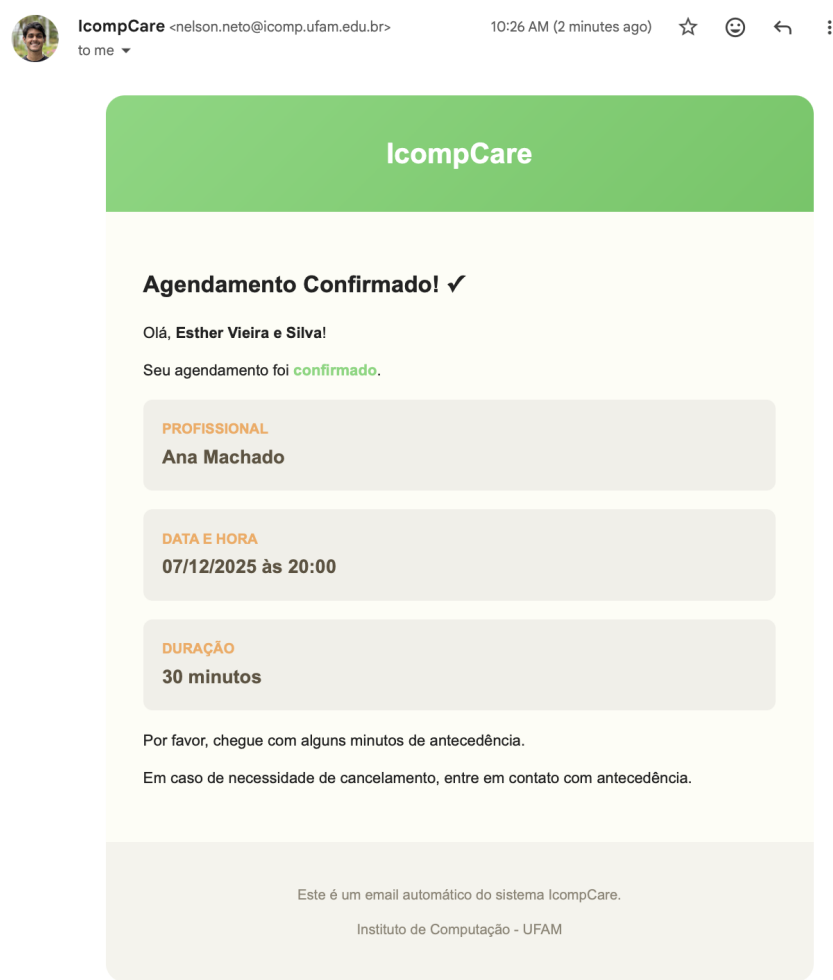 IcompCare <nelson.neto@icomp.ufam.edu.br> 10:26 AM (2 minutes ago)
to me
IcompCare
Agendamento Confirmado! ✓
Olá, Esther Vieira e Silva!
Seu agendamento foi confirmado.
PROFISSIONAL
Ana Machado
DATA E HORA
07/12/2025 às 20:00
DURAÇÃO
30 minutos
Por favor, chegue com alguns minutos de antecedência.
Em caso de necessidade de cancelamento, entre em contato com antecedência.
Este é um email automático do sistema IcompCare.
Instituto de Computação - UFAM